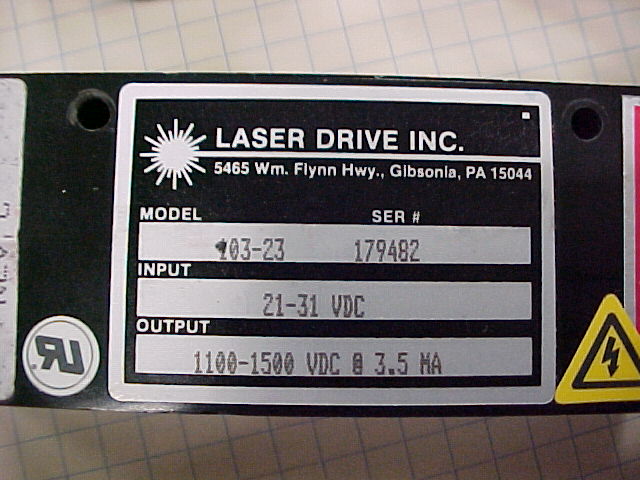 LASER DRIVE INC.
5465 Wm. Flynn Hwy., Gibsonia, PA 15044
MODEL SER #
103-23 179482
INPUT
21-31 VDC
OUTPUT
1100-1500 VDC @ 3.5 MA